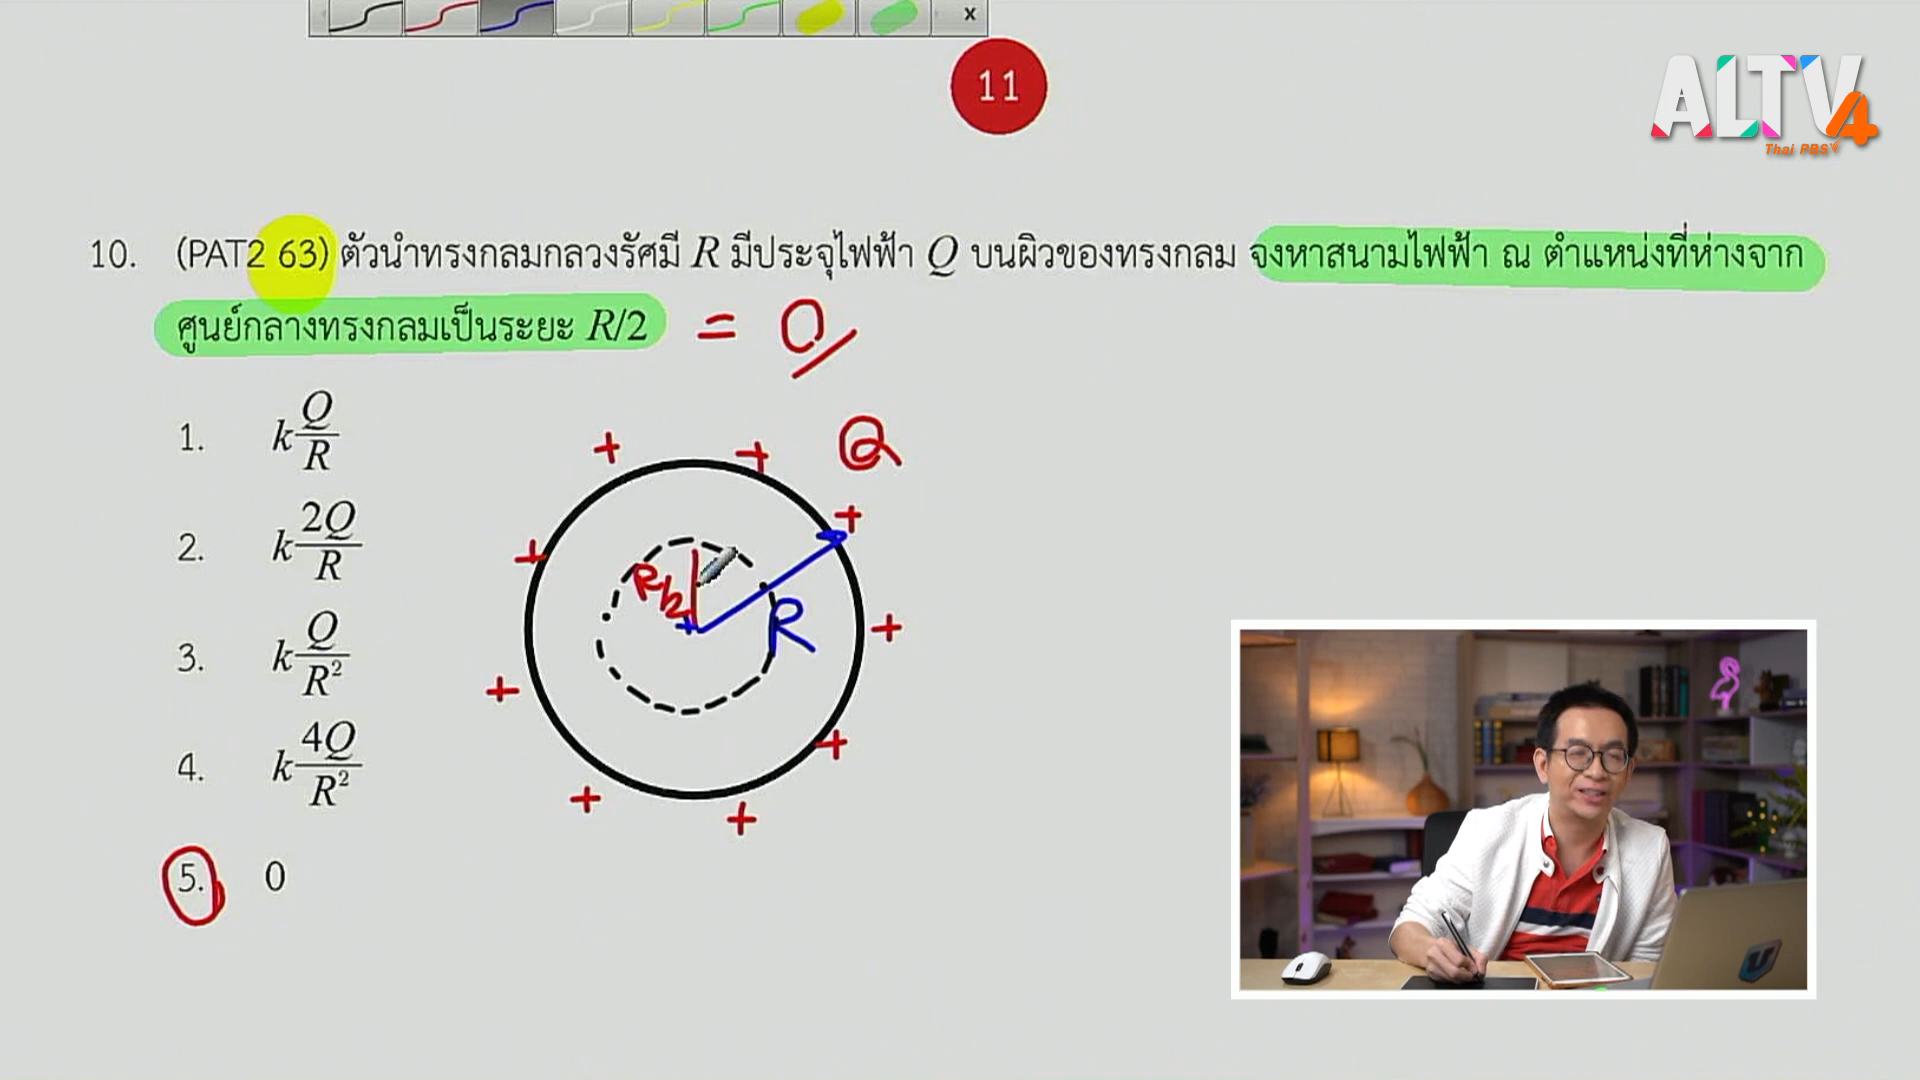 x
11
ALTV4
Thai PBS
10. (PAT2 63) ตัวนำทรงกลมกลวงรัศมี R มีประจุไฟฟ้า Q บนผิวของทรงกลม จงหาสนามไฟฟ้า ณ ตำแหน่งที่ห่างจาก
ศูนย์กลางทรงกลมเป็นระยะ R/2 = 0
1. k Q/R
2. k 2Q/R
3. k Q/R²
4. k 4Q/R²
5. 0
Q
+ +
+ +
R/2
+ R +
+ +
+ +